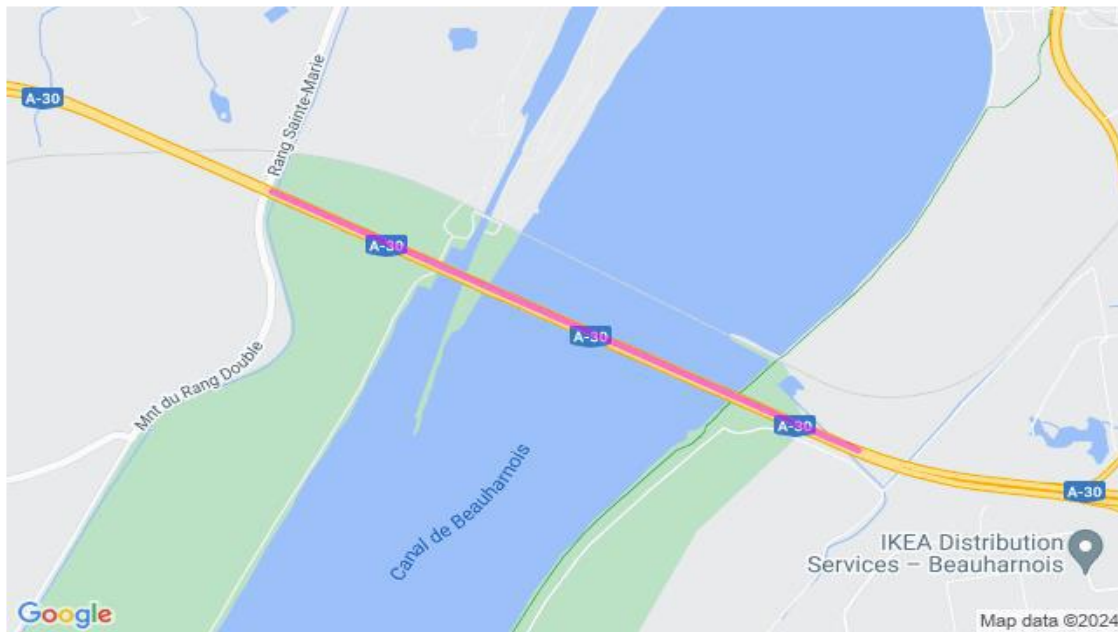 A-30
Rang Sainte-Marie
A-30
A-30
Mnt du Rang Double
A-30
Canal de Beauharnois
A-30
IKEA Distribution
Services – Beauharnois
Google
Map data ©2024